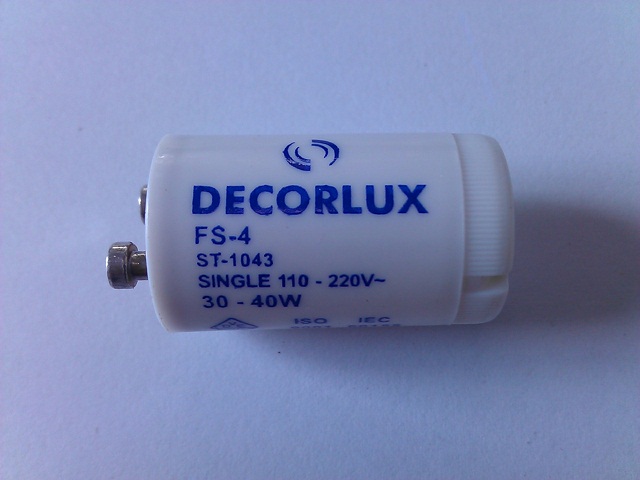 DECORLUX
FS-4
ST-1043
SINGLE 110 - 220V~
30 - 40W
ISO IEC